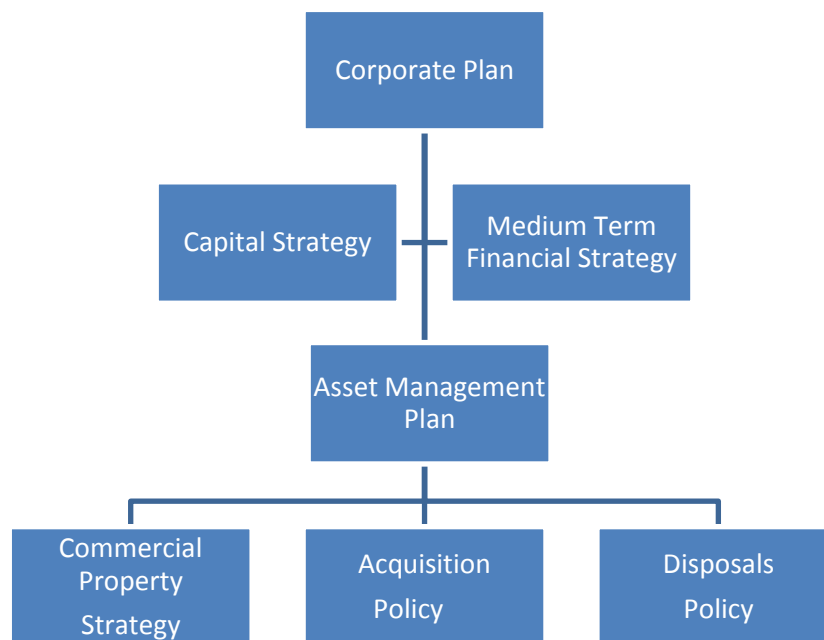 Corporate Plan
Capital Strategy
Medium Term
Financial Strategy
Asset Management
Plan
Commercial
Property
Strategy
Acquisition
Policy
Disposals
Policy